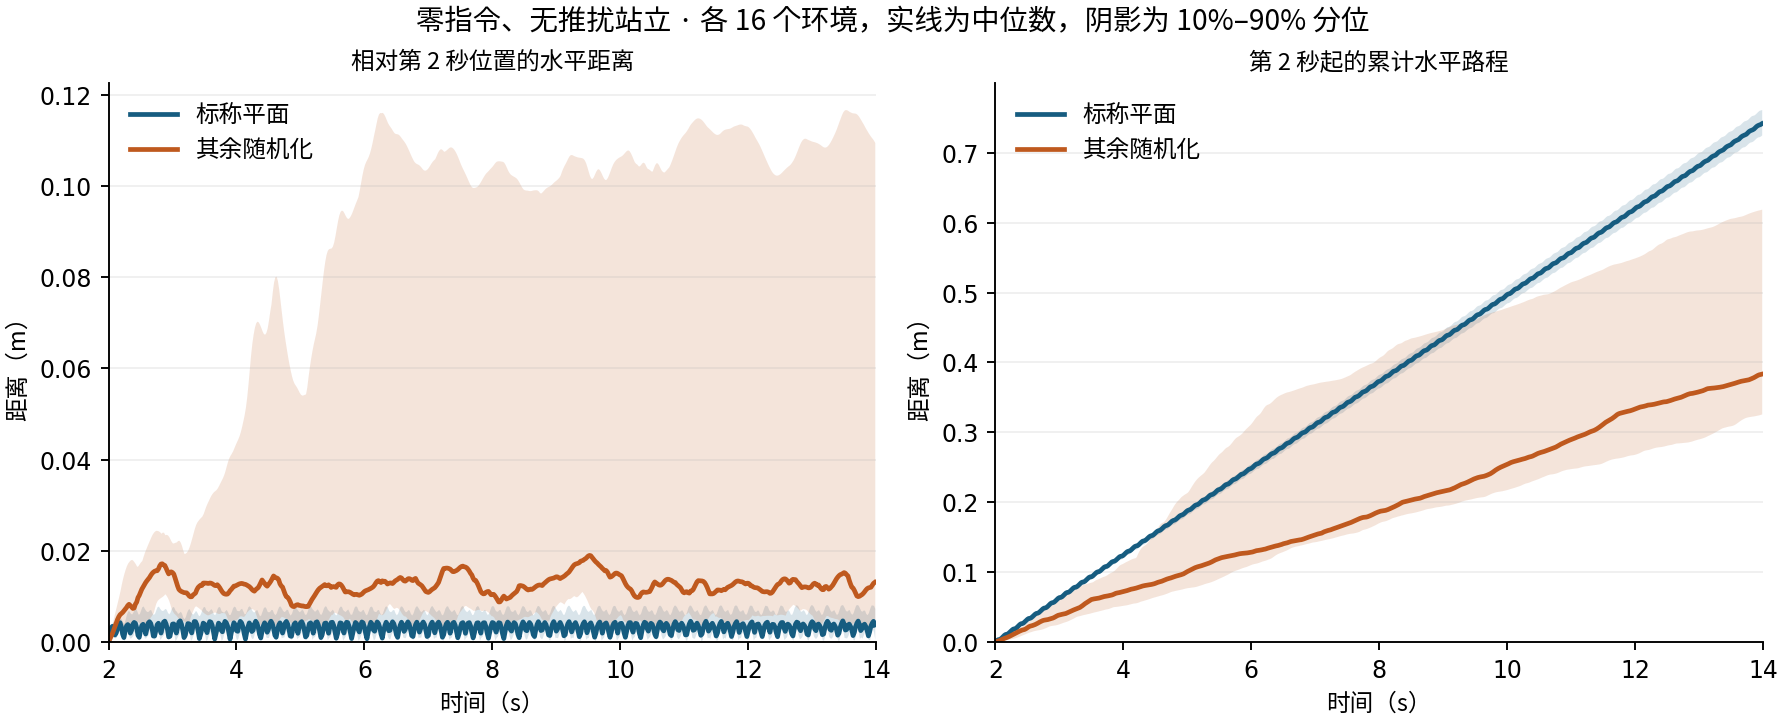 零指令、无推扰站立 · 各 16 个环境，实线为中位数，阴影为 10%–90% 分位
相对第 2 秒位置的水平距离
标称平面
其余随机化
0.12
0.10
0.08
0.06
0.04
0.02
0.00
距离（m）
2 4 6 8 10 12 14
时间（s）
第 2 秒起的累计水平路程
标称平面
其余随机化
0.7
0.6
0.5
0.4
0.3
0.2
0.1
0.0
距离（m）
2 4 6 8 10 12 14
时间（s）